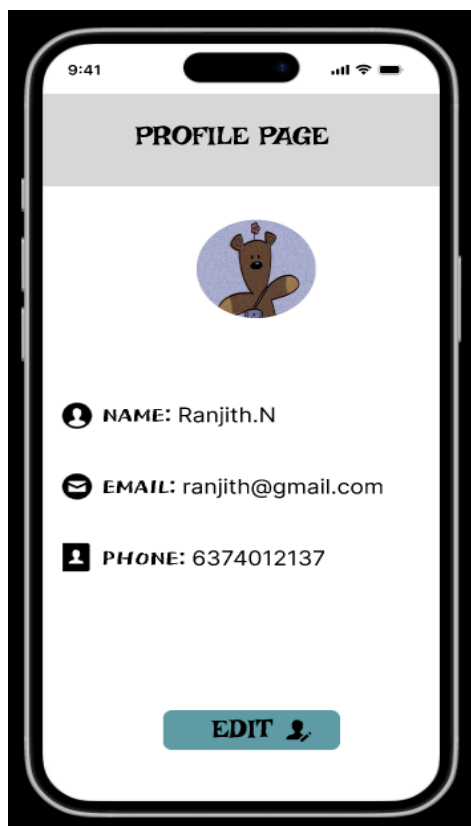 9:41
PROFILE PAGE
NAME: Ranjith.N
EMAIL: ranjith@gmail.com
PHONE: 6374012137
EDIT